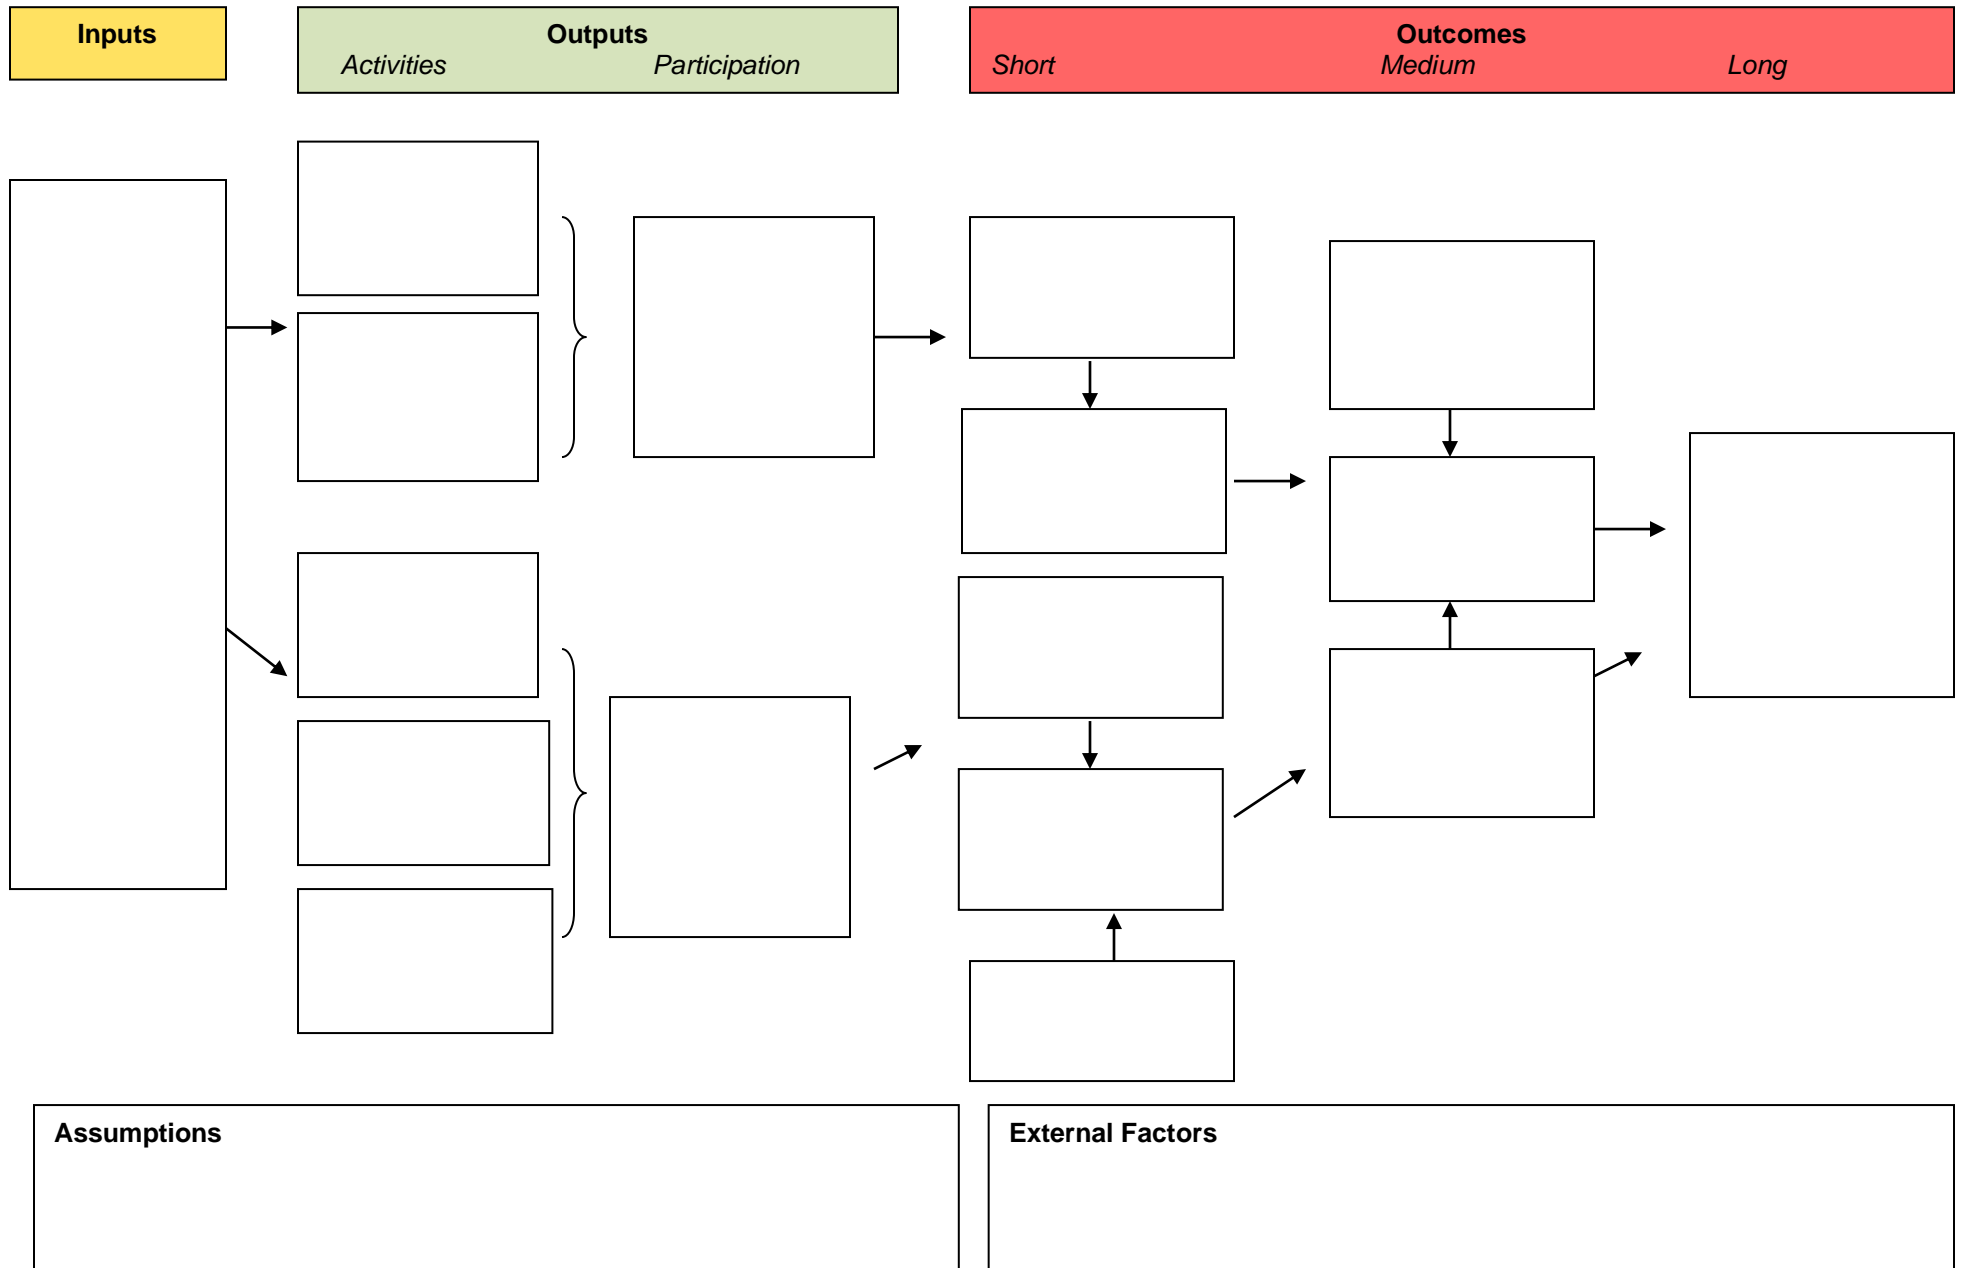 Inputs
Outputs
Activities Participation
Outcomes
Short Medium Long
Assumptions
External Factors